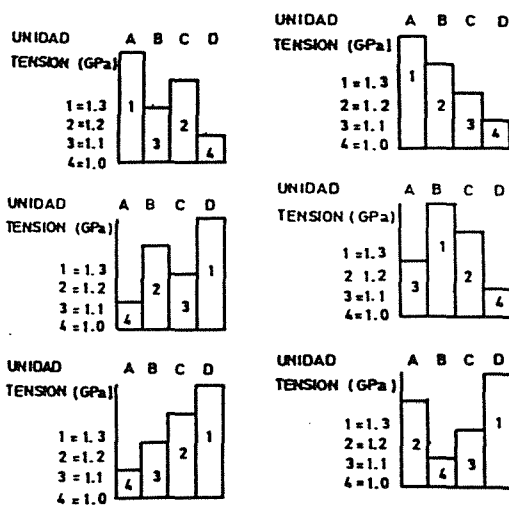 UNIDAD A B C D
TENSION (GPa)
1 = 1.3
2 = 1.2
3 = 1.1
4 = 1.0
1 3 2 4
UNIDAD A B C D
TENSION (GPa)
1 = 1.3
2 = 1.2
3 = 1.1
4 = 1.0
1 2 3 4
UNIDAD A B C D
TENSION (GPa)
1 = 1.3
2 = 1.2
3 = 1.1
4 = 1.0
4 2 3 1
UNIDAD A B C D
TENSION (GPa)
1 = 1.3
2 1.2
3 = 1.1
4 = 1.0
3 1 2 4
UNIDAD A B C D
TENSION (GPa)
1 = 1.3
2 = 1.2
3 = 1.1
4 = 1.0
4 3 2 1
UNIDAD A B C D
TENSION (GPa)
1 = 1.3
2 = 1.2
3 = 1.1
4 = 1.0
2 4 3 1